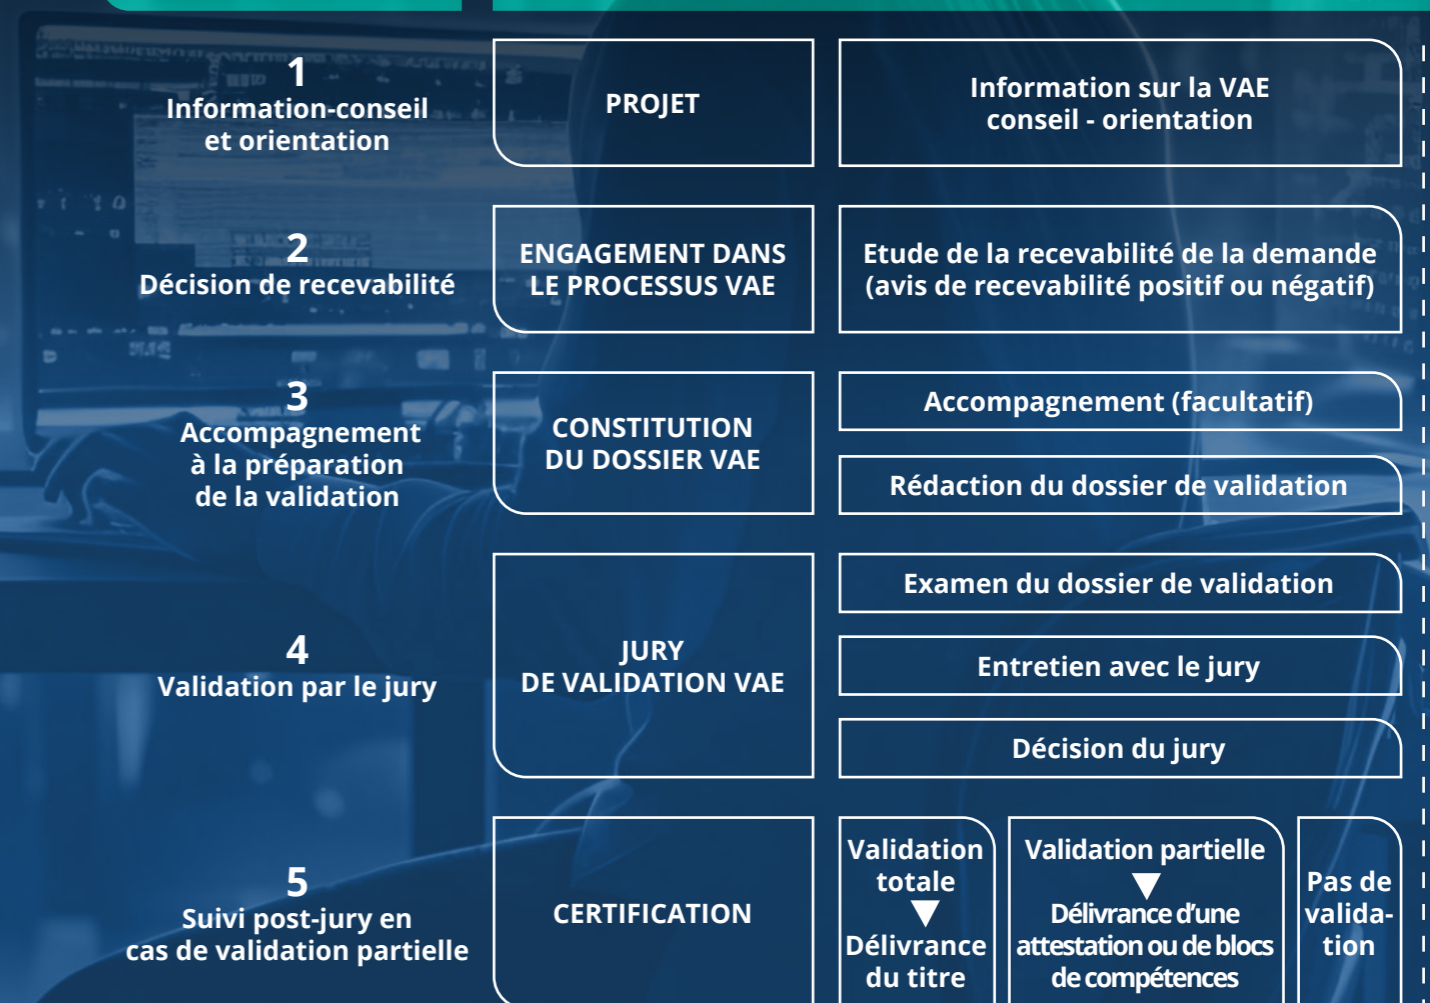 1
Information-conseil
et orientation
PROJET
Information sur la VAE
conseil - orientation
2
Décision de recevabilité
ENGAGEMENT DANS
LE PROCESSUS VAE
Etude de la recevabilité de la demande
(avis de recevabilité positif ou négatif)
3
Accompagnement
à la préparation
de la validation
CONSTITUTION
DU DOSSIER VAE
Accompagnement (facultatif)
Rédaction du dossier de validation
4
Validation par le jury
JURY
DE VALIDATION VAE
Examen du dossier de validation
Entretien avec le jury
Décision du jury
5
Suivi post-jury en
cas de validation partielle
CERTIFICATION
Validation
totale
Délivrance
du titre
Validation partielle
Délivrance d'une
attestation ou de blocs
de compétences
Pas de
valida-
tion